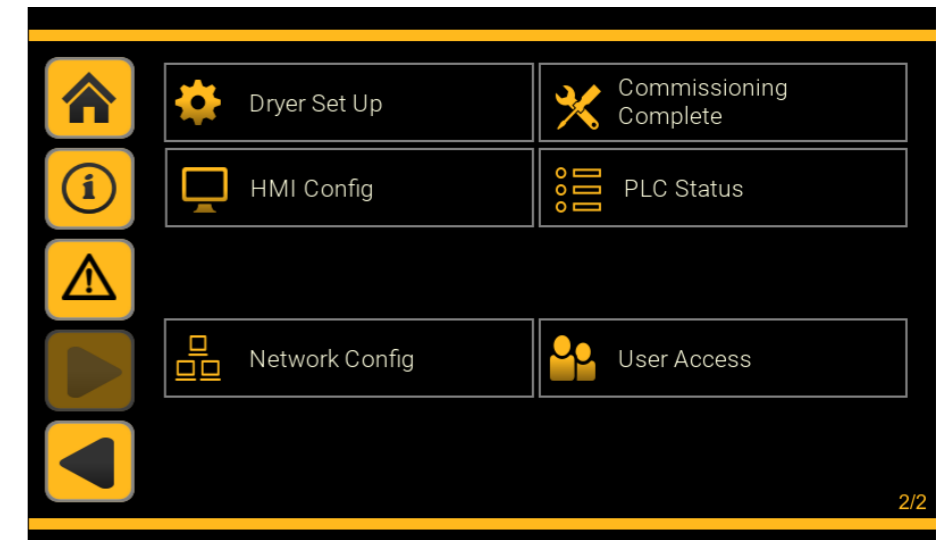 Dryer Set Up
Commissioning
Complete
HMI Config
PLC Status
Network Config
User Access
2/2